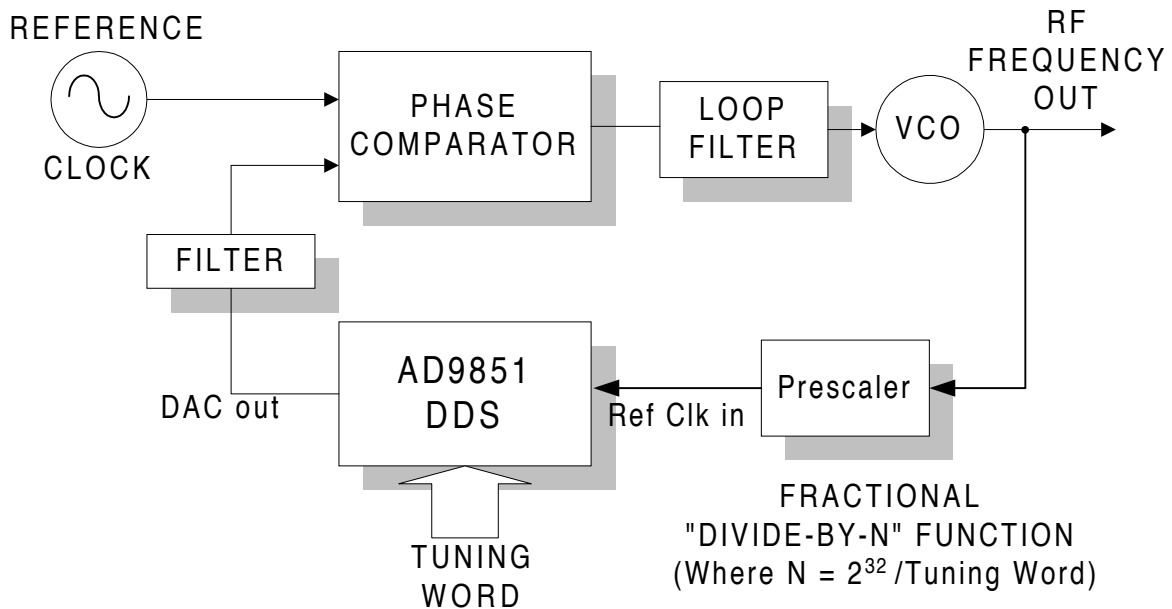 REFERENCE
CLOCK
PHASE
COMPARATOR
LOOP
FILTER
VCO
RF
FREQUENCY
OUT
FILTER
DAC out
AD9851
DDS
Ref Clk in
Prescaler
TUNING
WORD
FRACTIONAL
"DIVIDE-BY-N" FUNCTION
(Where N = 2³² /Tuning Word)